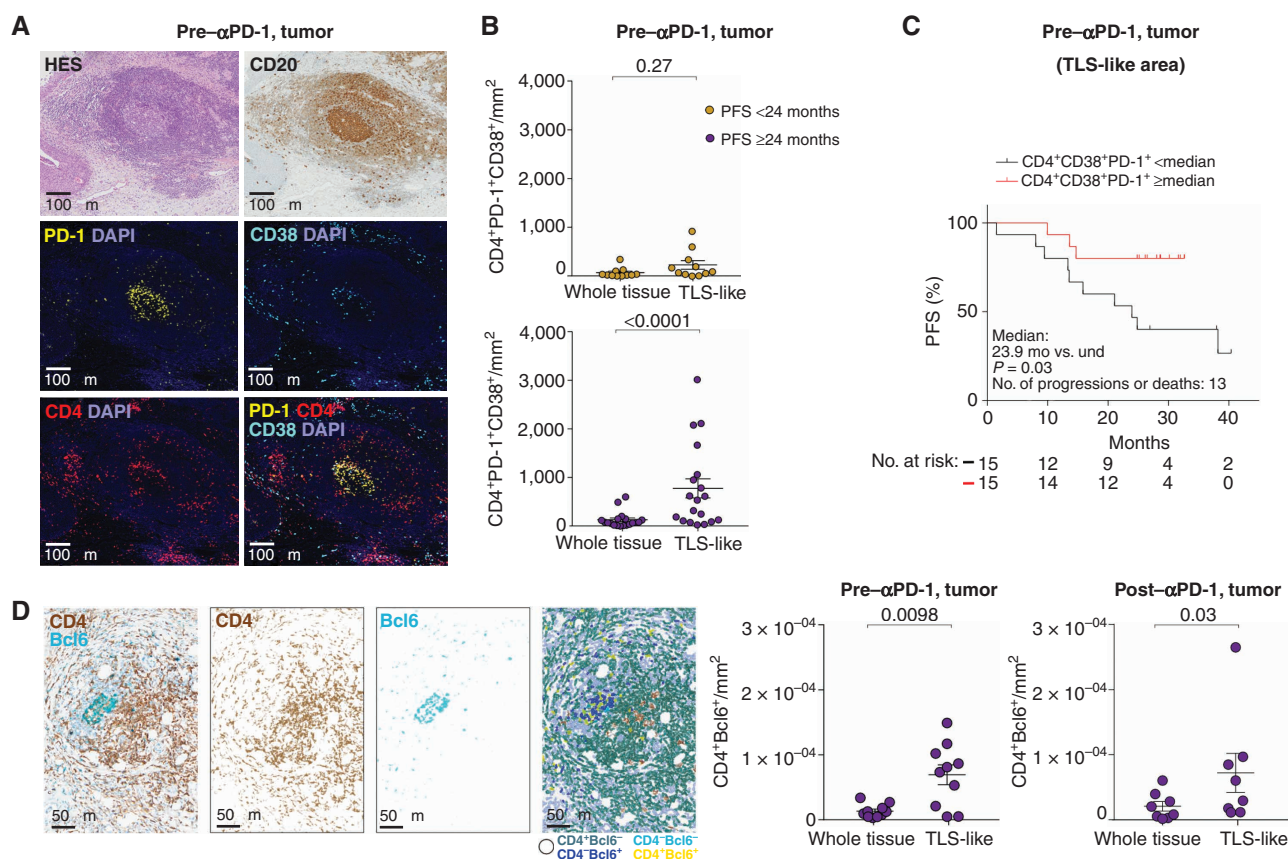 A
Pre–αPD-1, tumor
HES
100 m
CD20
100 m
PD-1 DAPI
100 m
CD38 DAPI
100 m
CD4 DAPI
100 m
PD-1 CD4
CD38 DAPI
100 m
B
Pre–αPD-1, tumor
CD4⁺PD-1⁺CD38⁺/mm²
4,000
3,000
2,000
1,000
0
0.27
PFS <24 months
PFS ≥24 months
Whole tissue
TLS-like
CD4⁺PD-1⁺CD38⁺/mm²
4,000
3,000
2,000
1,000
0
<0.0001
Whole tissue
TLS-like
C
Pre–αPD-1, tumor
(TLS-like area)
CD4⁺CD38⁺PD-1⁺ <median
CD4⁺CD38⁺PD-1⁺ ≥median
PFS (%)
100
50
0
Median:
23.9 mo vs. und
P = 0.03
No. of progressions or deaths: 13
0 10 20 30 40
Months
No. at risk: 15 12 9 4 2
15 14 12 4 0
D
CD4
Bcl6
50 m
CD4
50 m
Bcl6
50 m
50 m
CD4⁺Bcl6⁻ CD4⁻Bcl6⁻
CD4⁻Bcl6⁺ CD4⁺Bcl6⁺
Pre–αPD-1, tumor
0.0098
CD4⁺Bcl6⁺/mm²
3 × 10⁻⁰⁴
2 × 10⁻⁰⁴
1 × 10⁻⁰⁴
0
Whole tissue
TLS-like
Post–αPD-1, tumor
0.03
CD4⁺Bcl6⁺/mm²
3 × 10⁻⁰⁴
2 × 10⁻⁰⁴
1 × 10⁻⁰⁴
0
Whole tissue
TLS-like